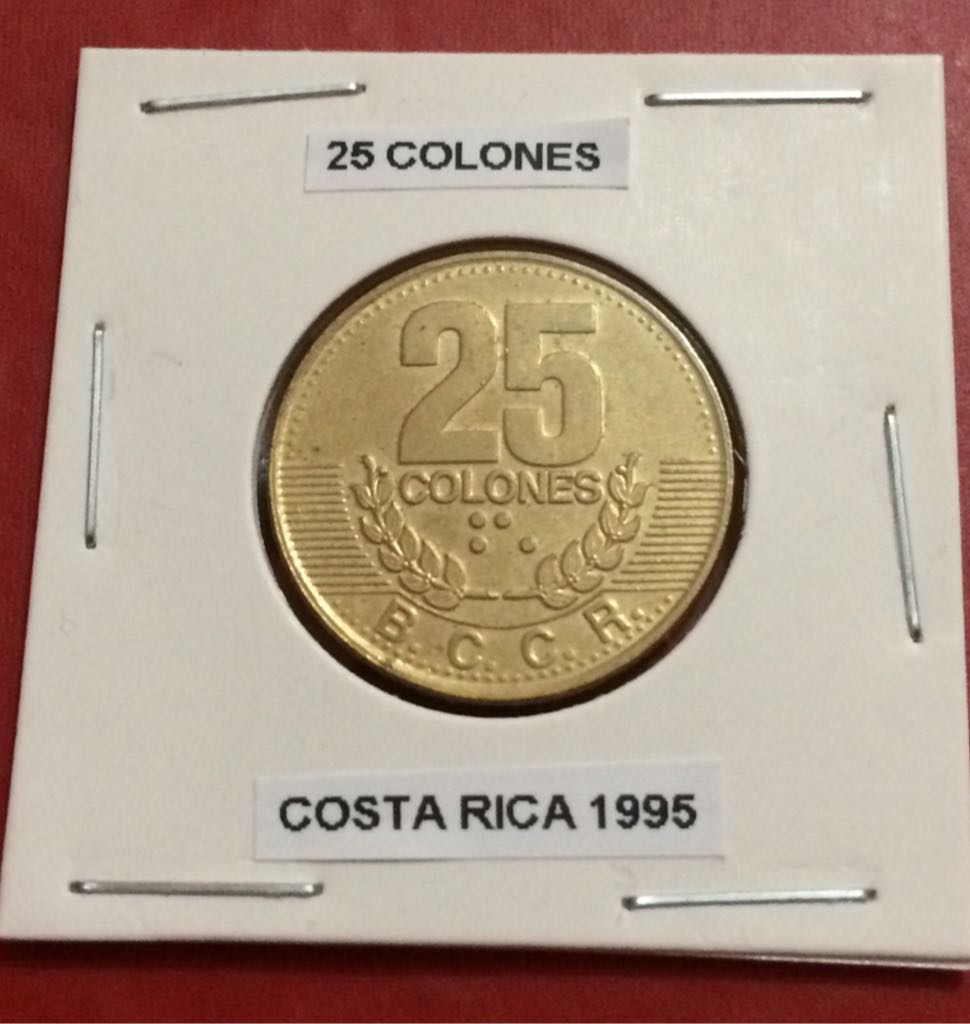 25 COLONES
25
COLONES
B. C. C. R.
COSTA RICA 1995